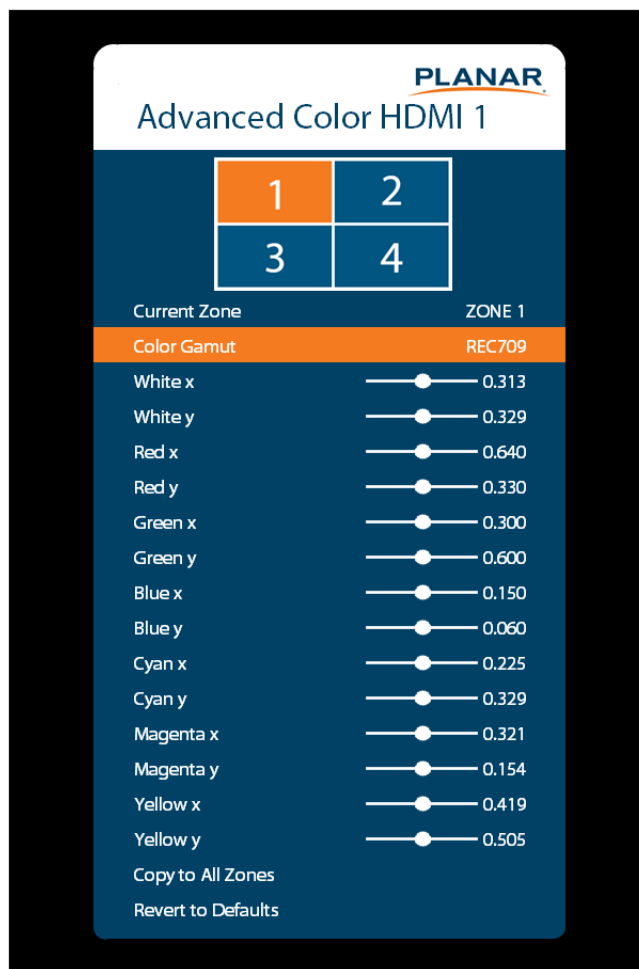 PLANAR
Advanced Color HDMI 1
1 2
3 4
Current Zone ZONE 1
Color Gamut REC709
White x 0.313
White y 0.329
Red x 0.640
Red y 0.330
Green x 0.300
Green y 0.600
Blue x 0.150
Blue y 0.060
Cyan x 0.225
Cyan y 0.329
Magenta x 0.321
Magenta y 0.154
Yellow x 0.419
Yellow y 0.505
Copy to All Zones
Revert to Defaults